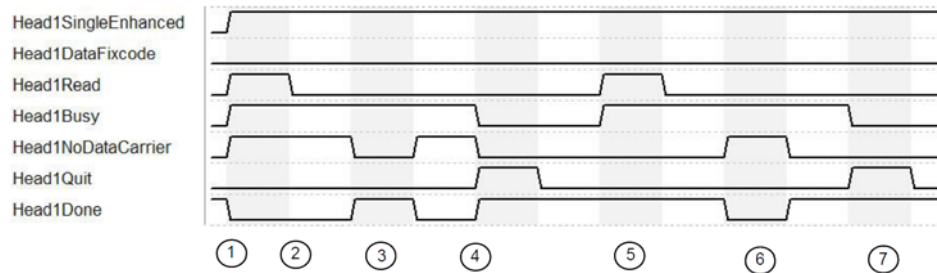 Head1SingleEnhanced
Head1DataFixcode
Head1Read
Head1Busy
Head1NoDataCarrier
Head1Quit
Head1Done
1 2 3 4 5 6 7